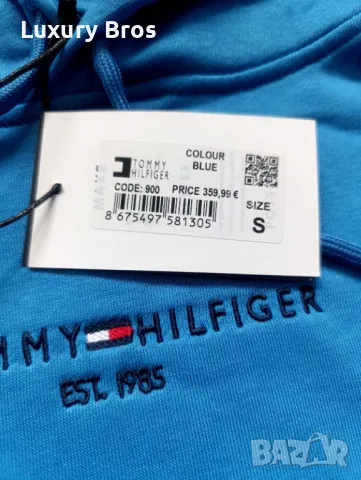 Luxury Bros
TOMMY
HILFIGER
COLOUR
BLUE
CODE: 900 PRICE 359,99 €
8 675497 581305
SIZE
S
MAKE
MMY HILFIGER
EST. 1985
BAZAR